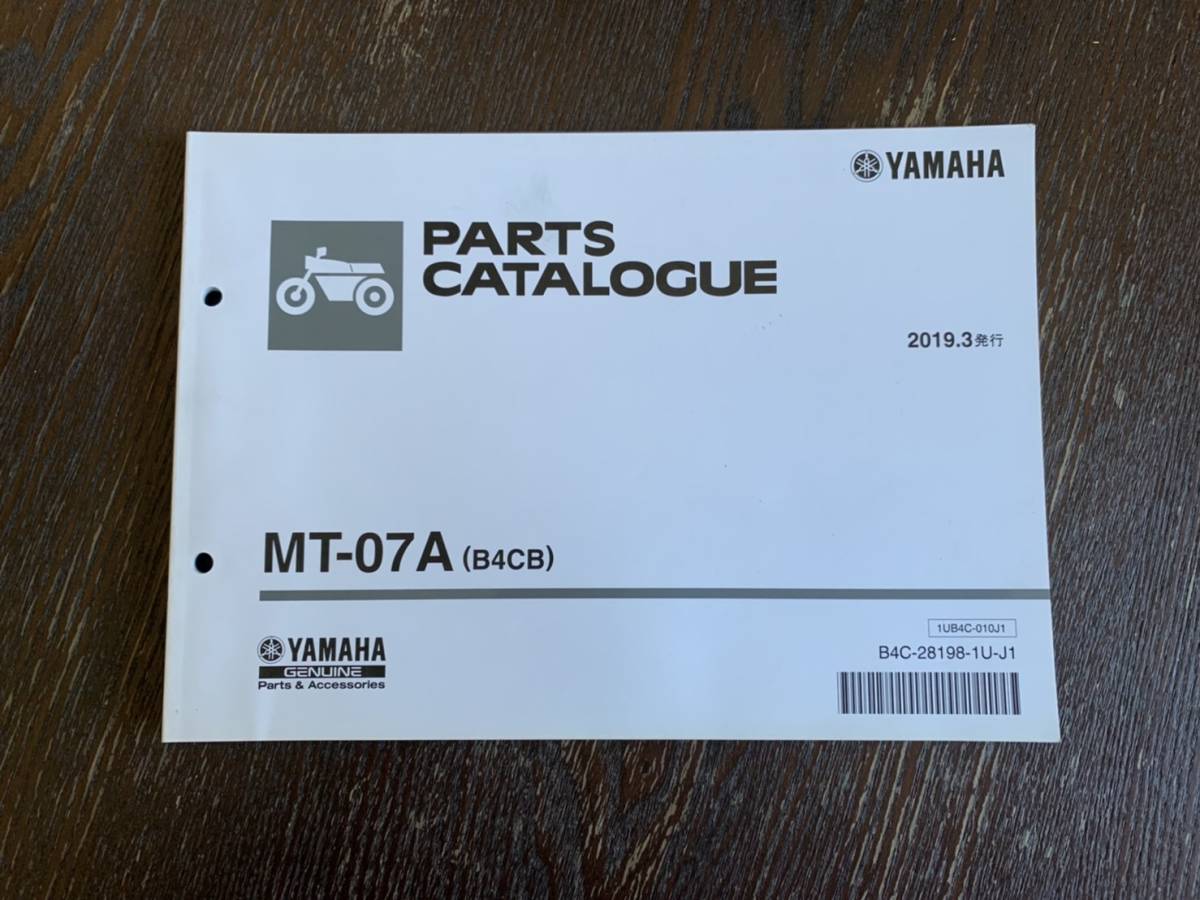 YAMAHA
PARTS
CATALOGUE
2019.3発行
MT-07A (B4CB)
1UB4C-010J1
B4C-28198-1U-J1
YAMAHA
GENUINE
Parts & Accessories